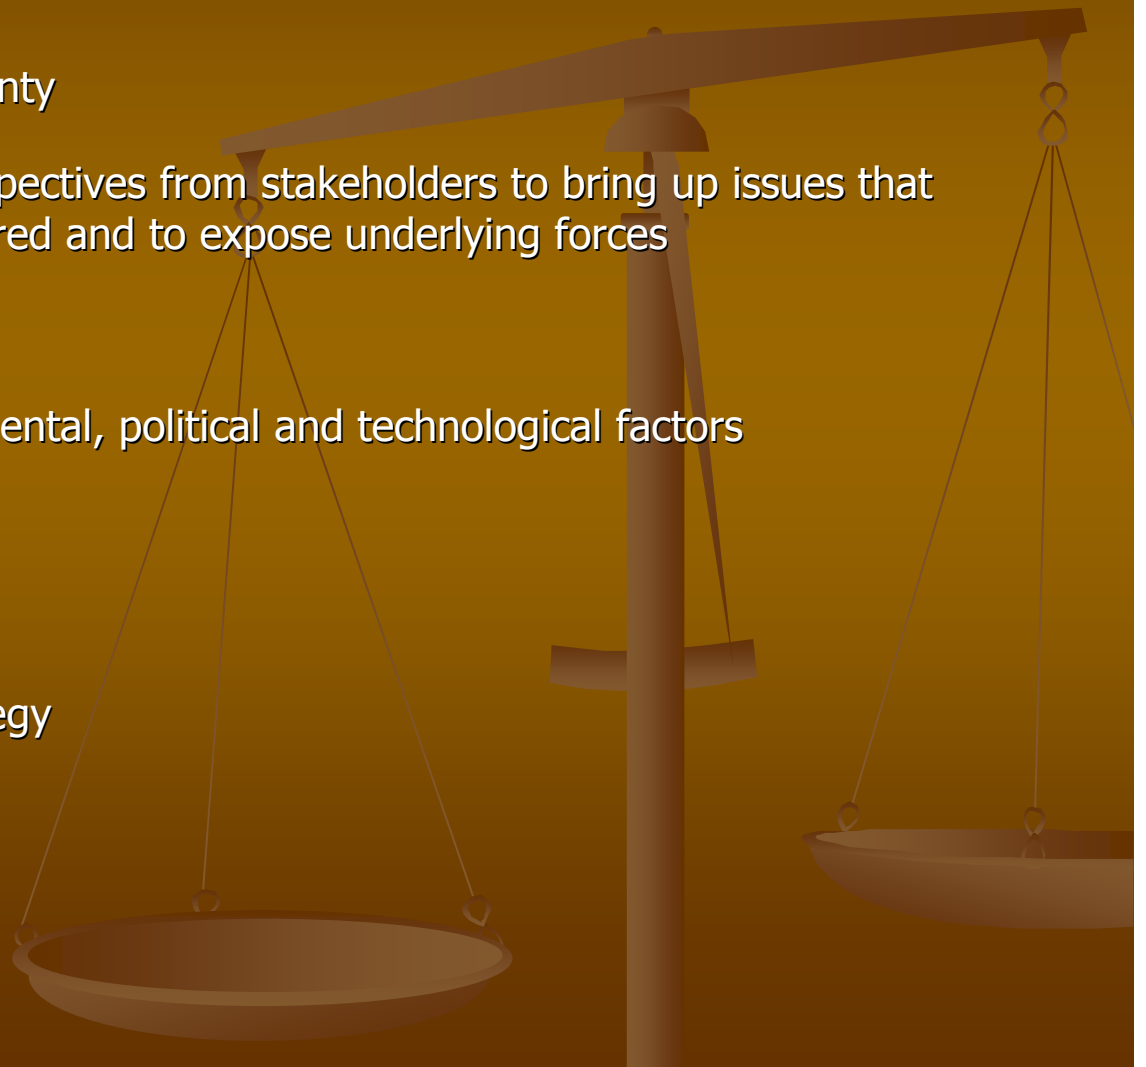 nty
pectives from stakeholders to bring up issues that
red and to expose underlying forces
ental, political and technological factors
egy